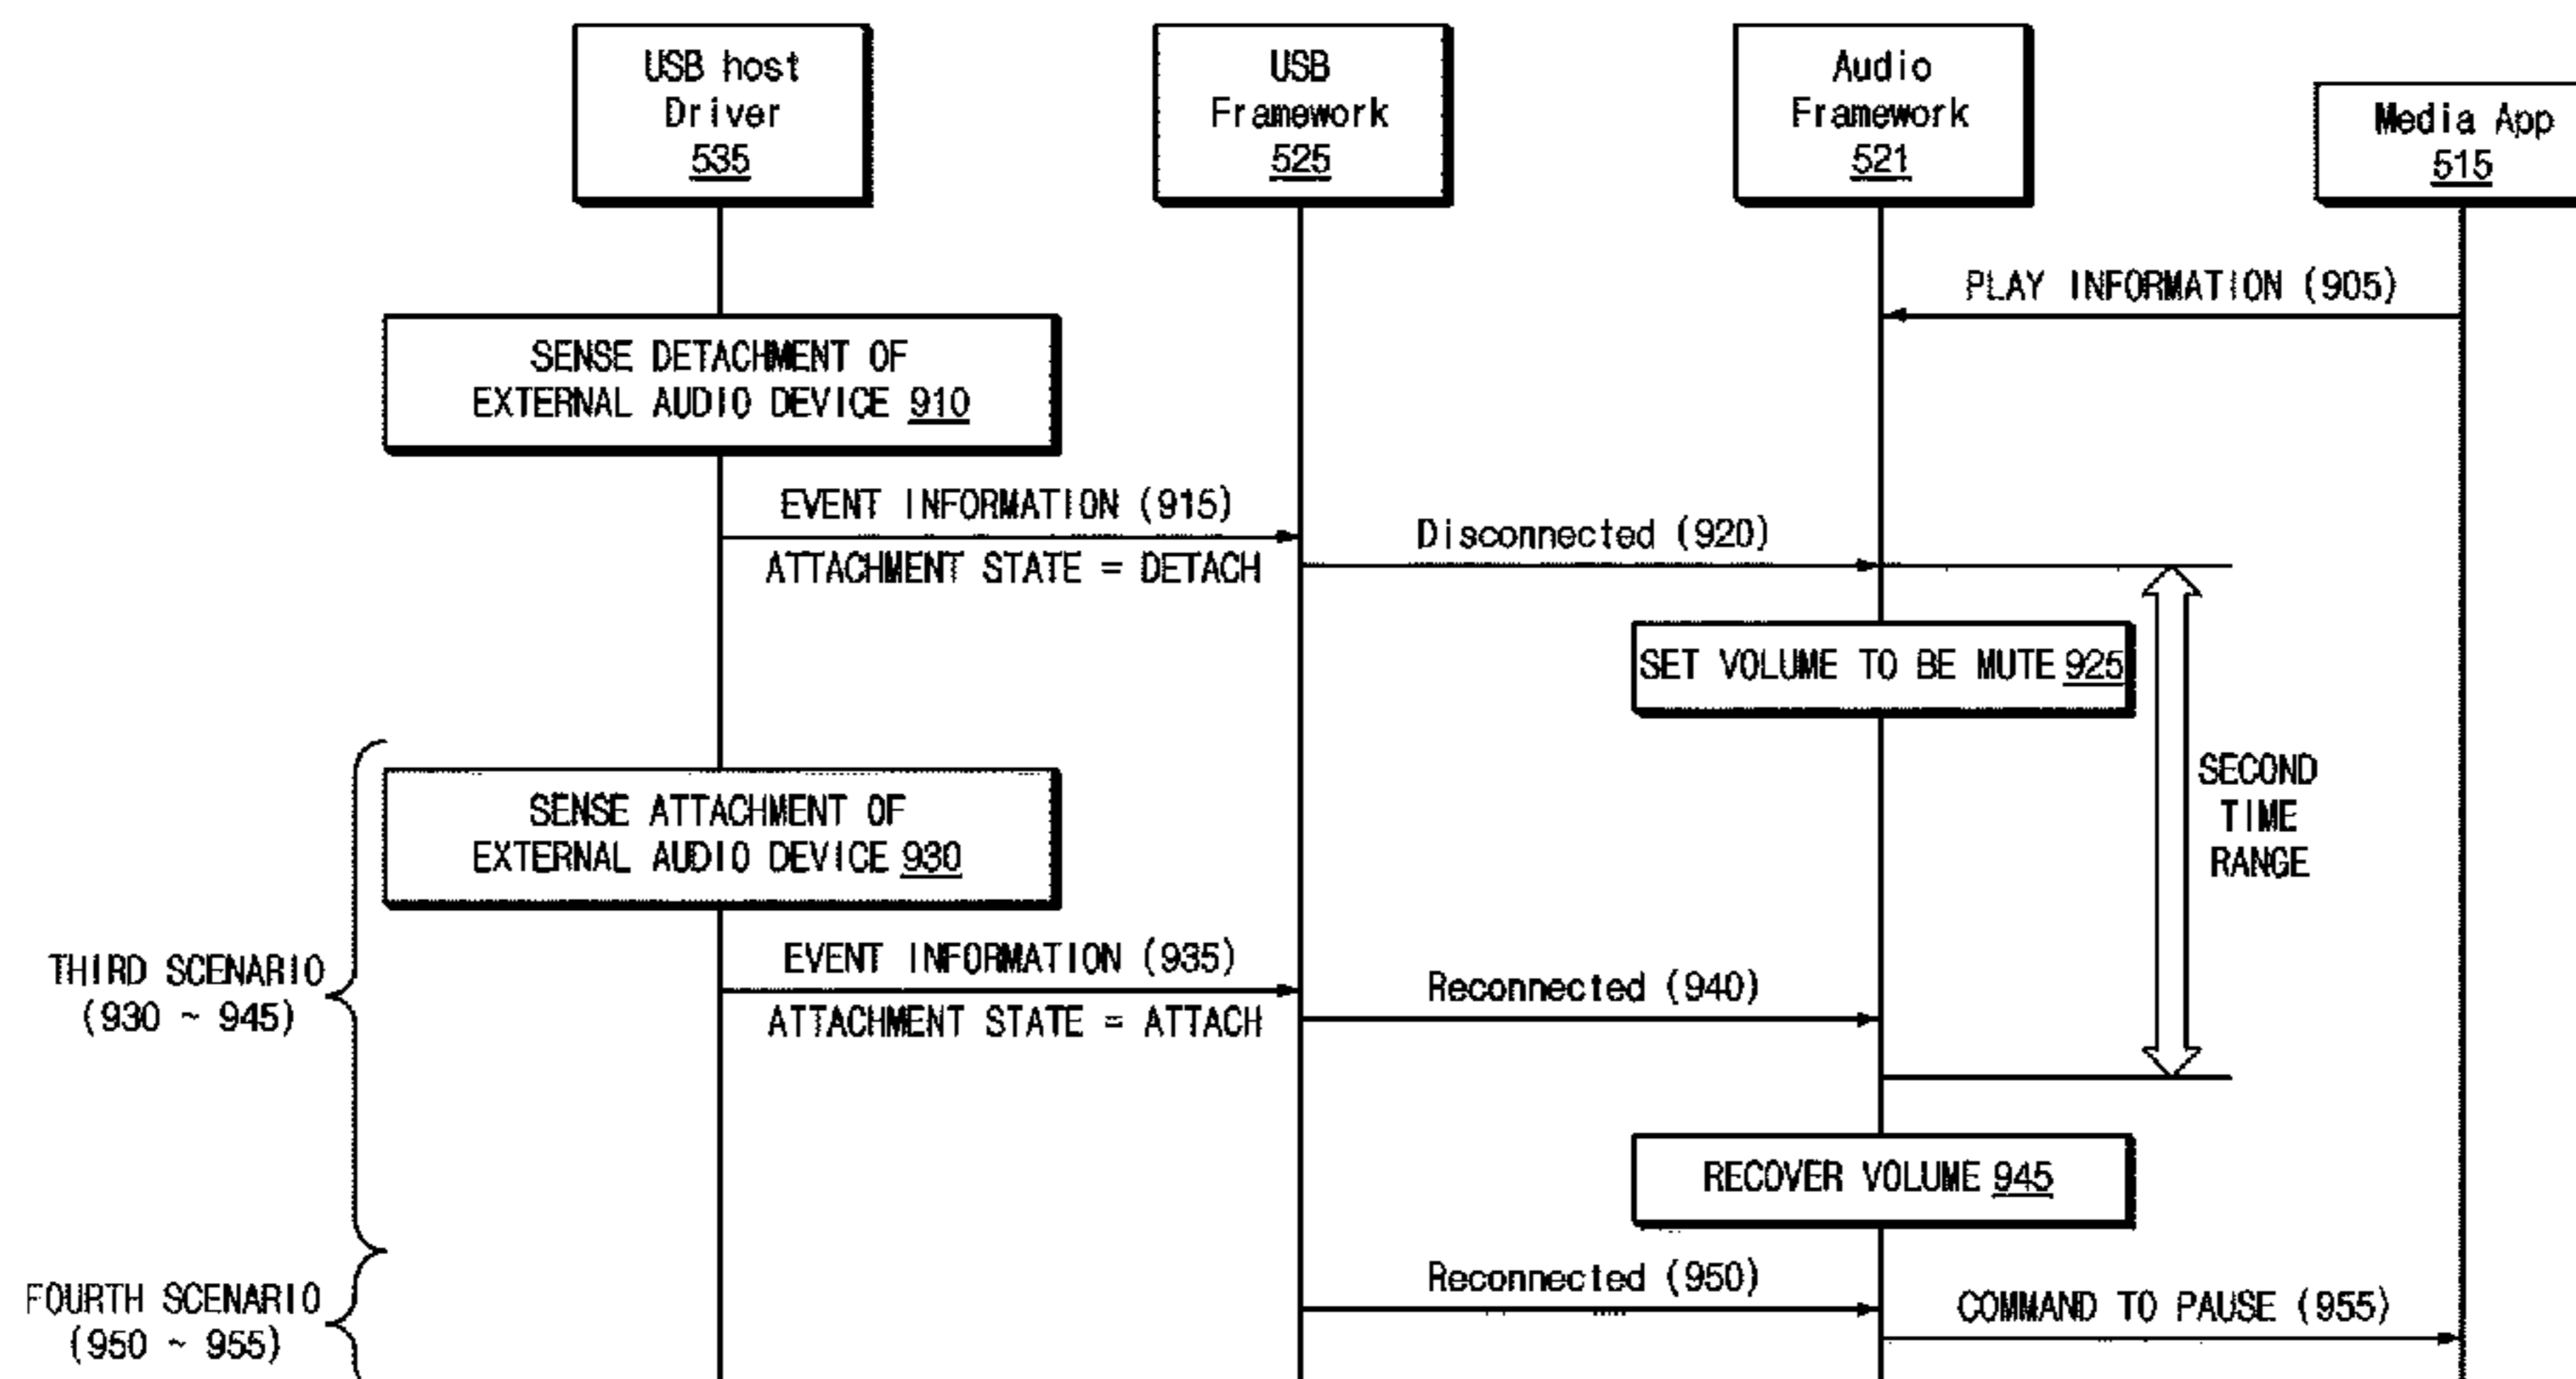 USB host
Driver
535
USB
Framework
525
Audio
Framework
521
Media App
515
PLAY INFORMATION (905)
SENSE DETACHMENT OF
EXTERNAL AUDIO DEVICE 910
EVENT INFORMATION (915)
ATTACHMENT STATE = DETACH
Disconnected (920)
SET VOLUME TO BE MUTE 925
SECOND
TIME
RANGE
SENSE ATTACHMENT OF
EXTERNAL AUDIO DEVICE 930
THIRD SCENARIO
(930 ~ 945)
EVENT INFORMATION (935)
ATTACHMENT STATE = ATTACH
Reconnected (940)
RECOVER VOLUME 945
FOURTH SCENARIO
(950 ~ 955)
Reconnected (950)
COMMAND TO PAUSE (955)